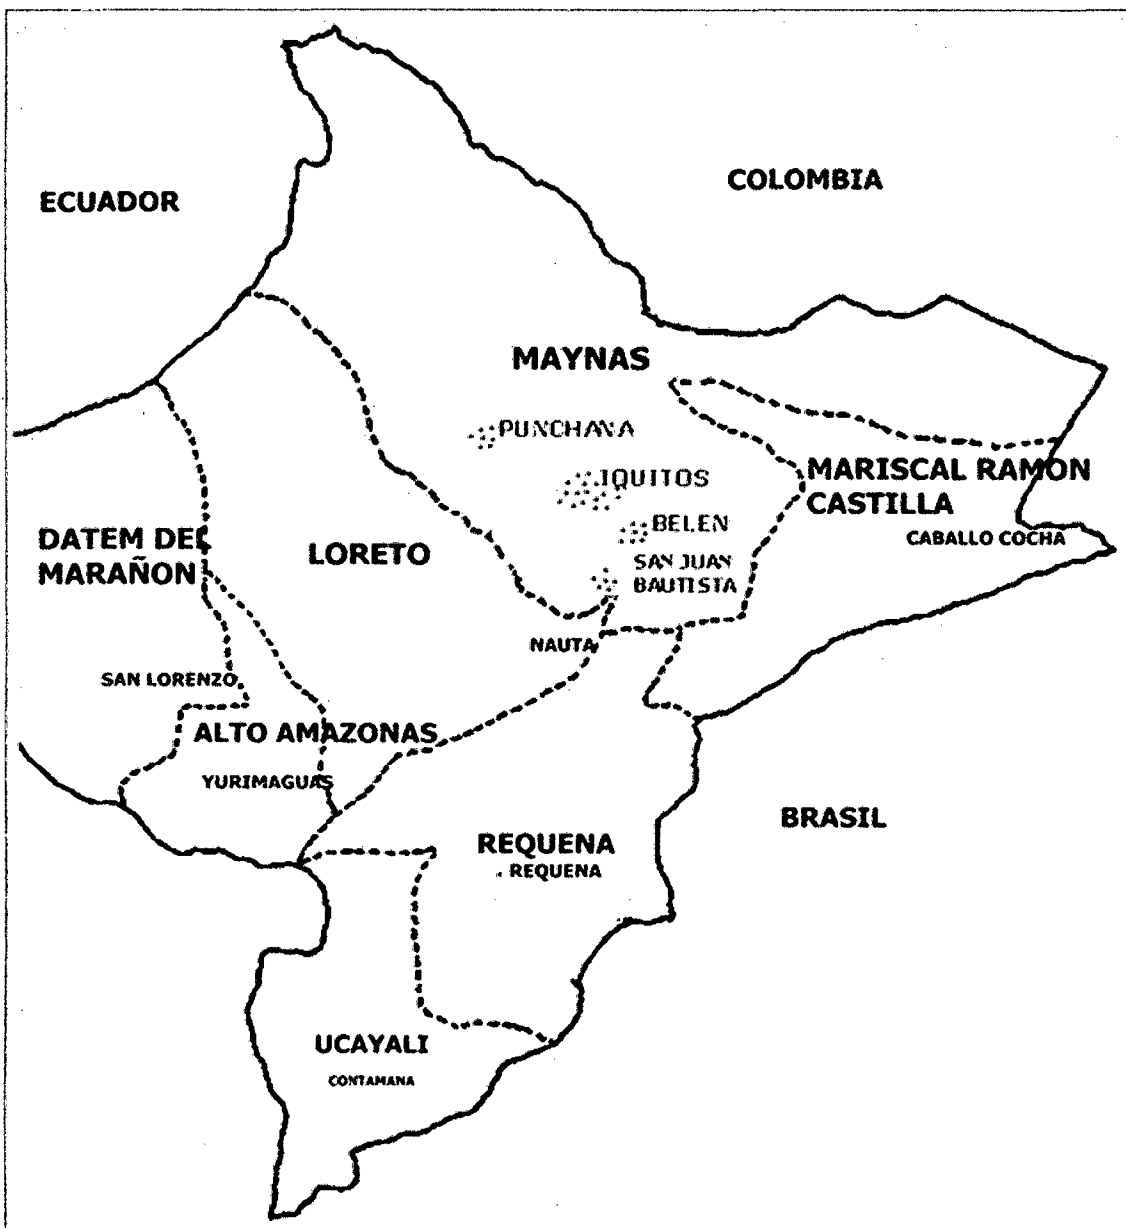 ECUADOR
COLOMBIA
MAYNAS
PUNCHANA
IQUITOS
MARISCAL RAMON
CASTILLA
BELEN
CABALLO COCHA
DATEM DEL
MARAÑON
LORETO
SAN JUAN
BAUTISTA
NAUTA
SAN LORENZO
ALTO AMAZONAS
YURIMAGUAS
BRASIL
REQUENA
REQUENA
UCAYALI
CONTAMANA